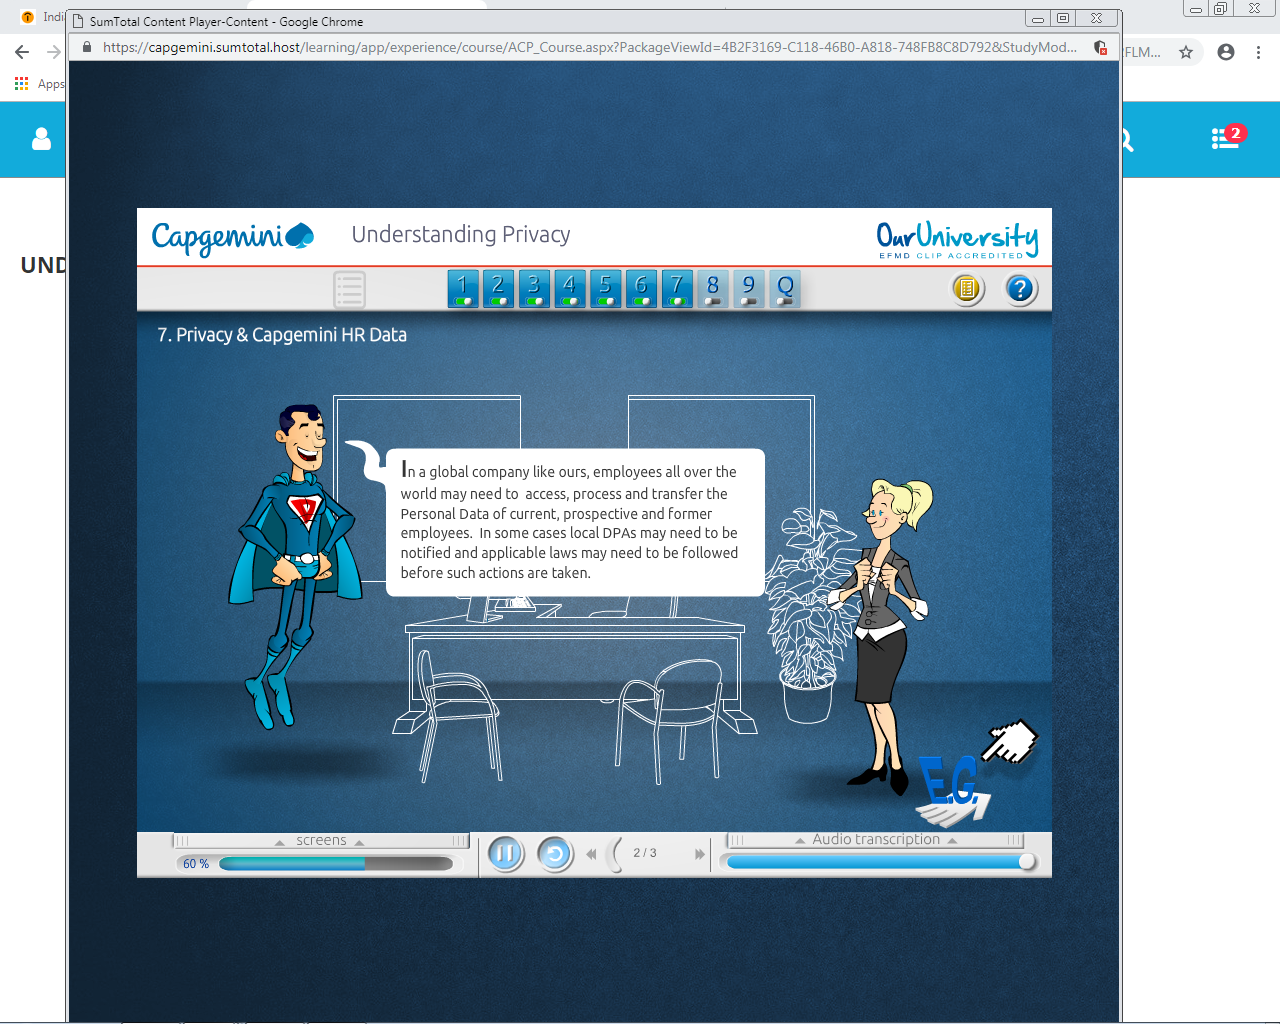 India
SumTotal Content Player-Content - Google Chrome
https://capgemini.sumtotal.host/learning/app/experience/course/ACP_Course.aspx?PackageViewId=4B2F3169-C118-46B0-A818-748FB8C8D792&StudyMod...
2FLM...
Apps
2
UND
Capgemini
Understanding Privacy
OurUniversity
EFMD CLIP ACCREDITED
1 2 3 4 5 6 7 8 9 Q
?
7. Privacy & Capgemini HR Data
In a global company like ours, employees all over the
world may need to access, process and transfer the
Personal Data of current, prospective and former
employees. In some cases local DPAs may need to be
notified and applicable laws may need to be followed
before such actions are taken.
E.G.
screens
60 %
2 / 3
Audio transcription